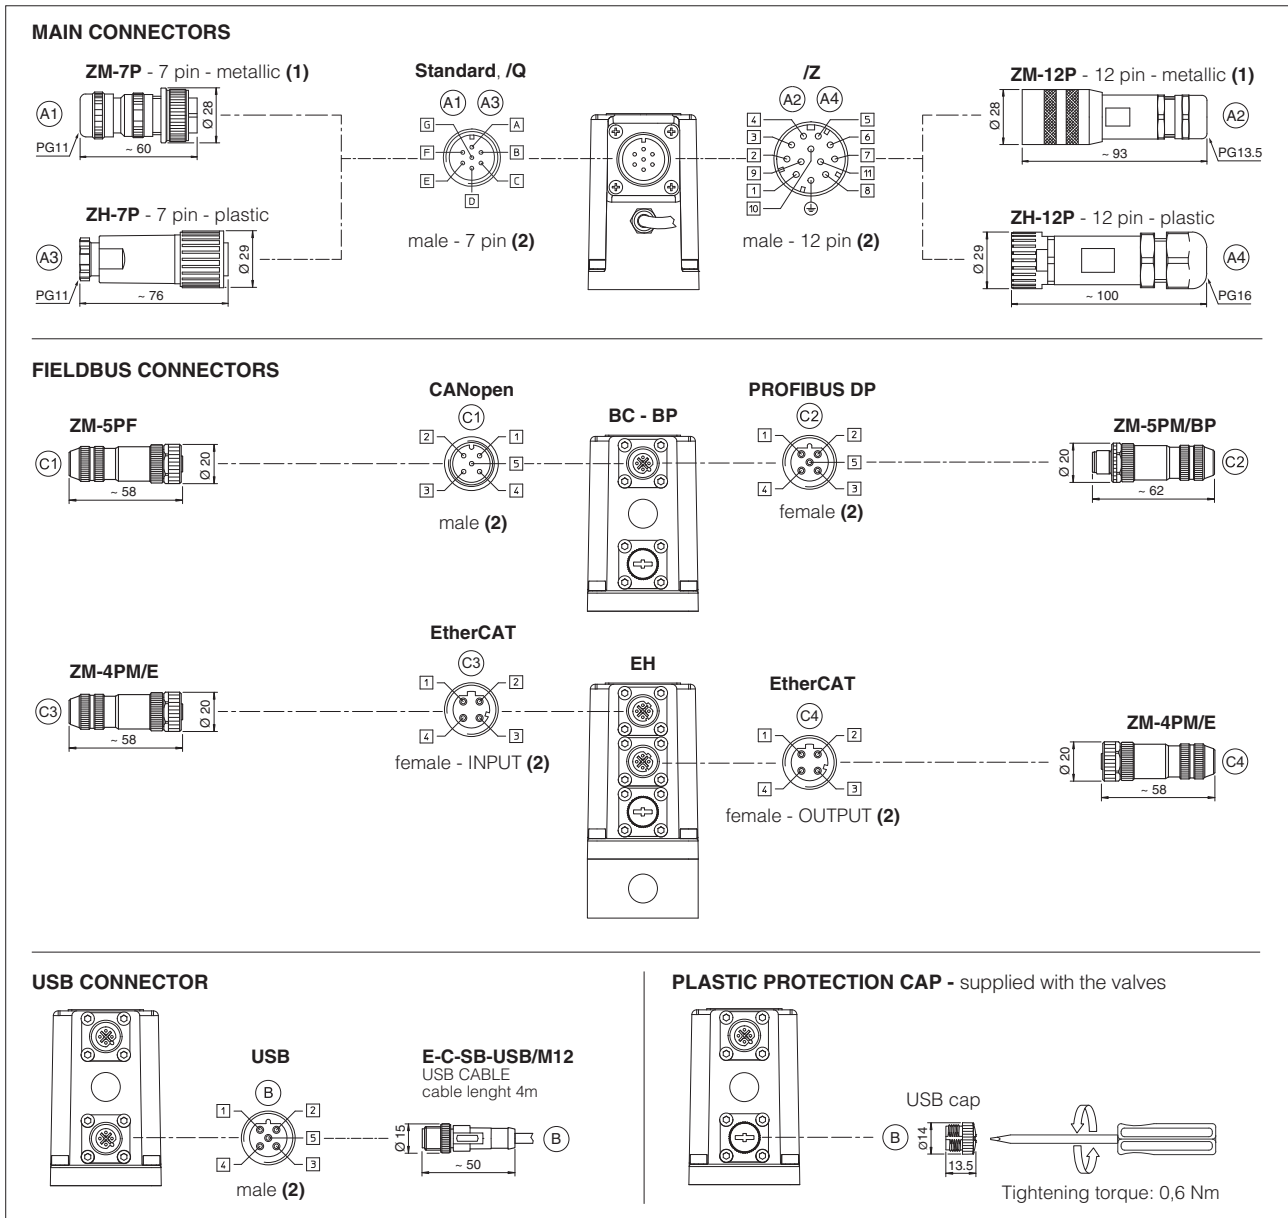 MAIN CONNECTORS
ZM-7P - 7 pin - metallic (1)
A1
PG11
~ 60
Ø 28
ZH-7P - 7 pin - plastic
A3
PG11
~ 76
Ø 29
Standard, /Q
A1 A3
G A
F B
E C
D
male - 7 pin (2)
/Z
A2 A4
4 5
3 6
2 7
9 11
1 8
10
male - 12 pin (2)
ZM-12P - 12 pin - metallic (1)
Ø 28
A2
~ 93
PG13.5
ZH-12P - 12 pin - plastic
Ø 29
A4
~ 100
PG16
FIELDBUS CONNECTORS
ZM-5PF
C1
Ø 20
~ 58
CANopen
C1
2 1
5
3 4
male (2)
BC - BP
PROFIBUS DP
C2
1 2
5
4 3
female (2)
ZM-5PM/BP
Ø 20
C2
~ 62
ZM-4PM/E
C3
Ø 20
~ 58
EtherCAT
C3
1 2
4 3
female - INPUT (2)
EH
EtherCAT
C4
1 2
4 3
female - OUTPUT (2)
ZM-4PM/E
Ø 20
C4
~ 58
USB CONNECTOR
USB
B
1 2
5
4 3
male (2)
E-C-SB-USB/M12
USB CABLE
cable lenght 4m
Ø 15
B
~ 50
PLASTIC PROTECTION CAP - supplied with the valves
USB cap
B
Ø14
13.5
Tightening torque: 0,6 Nm